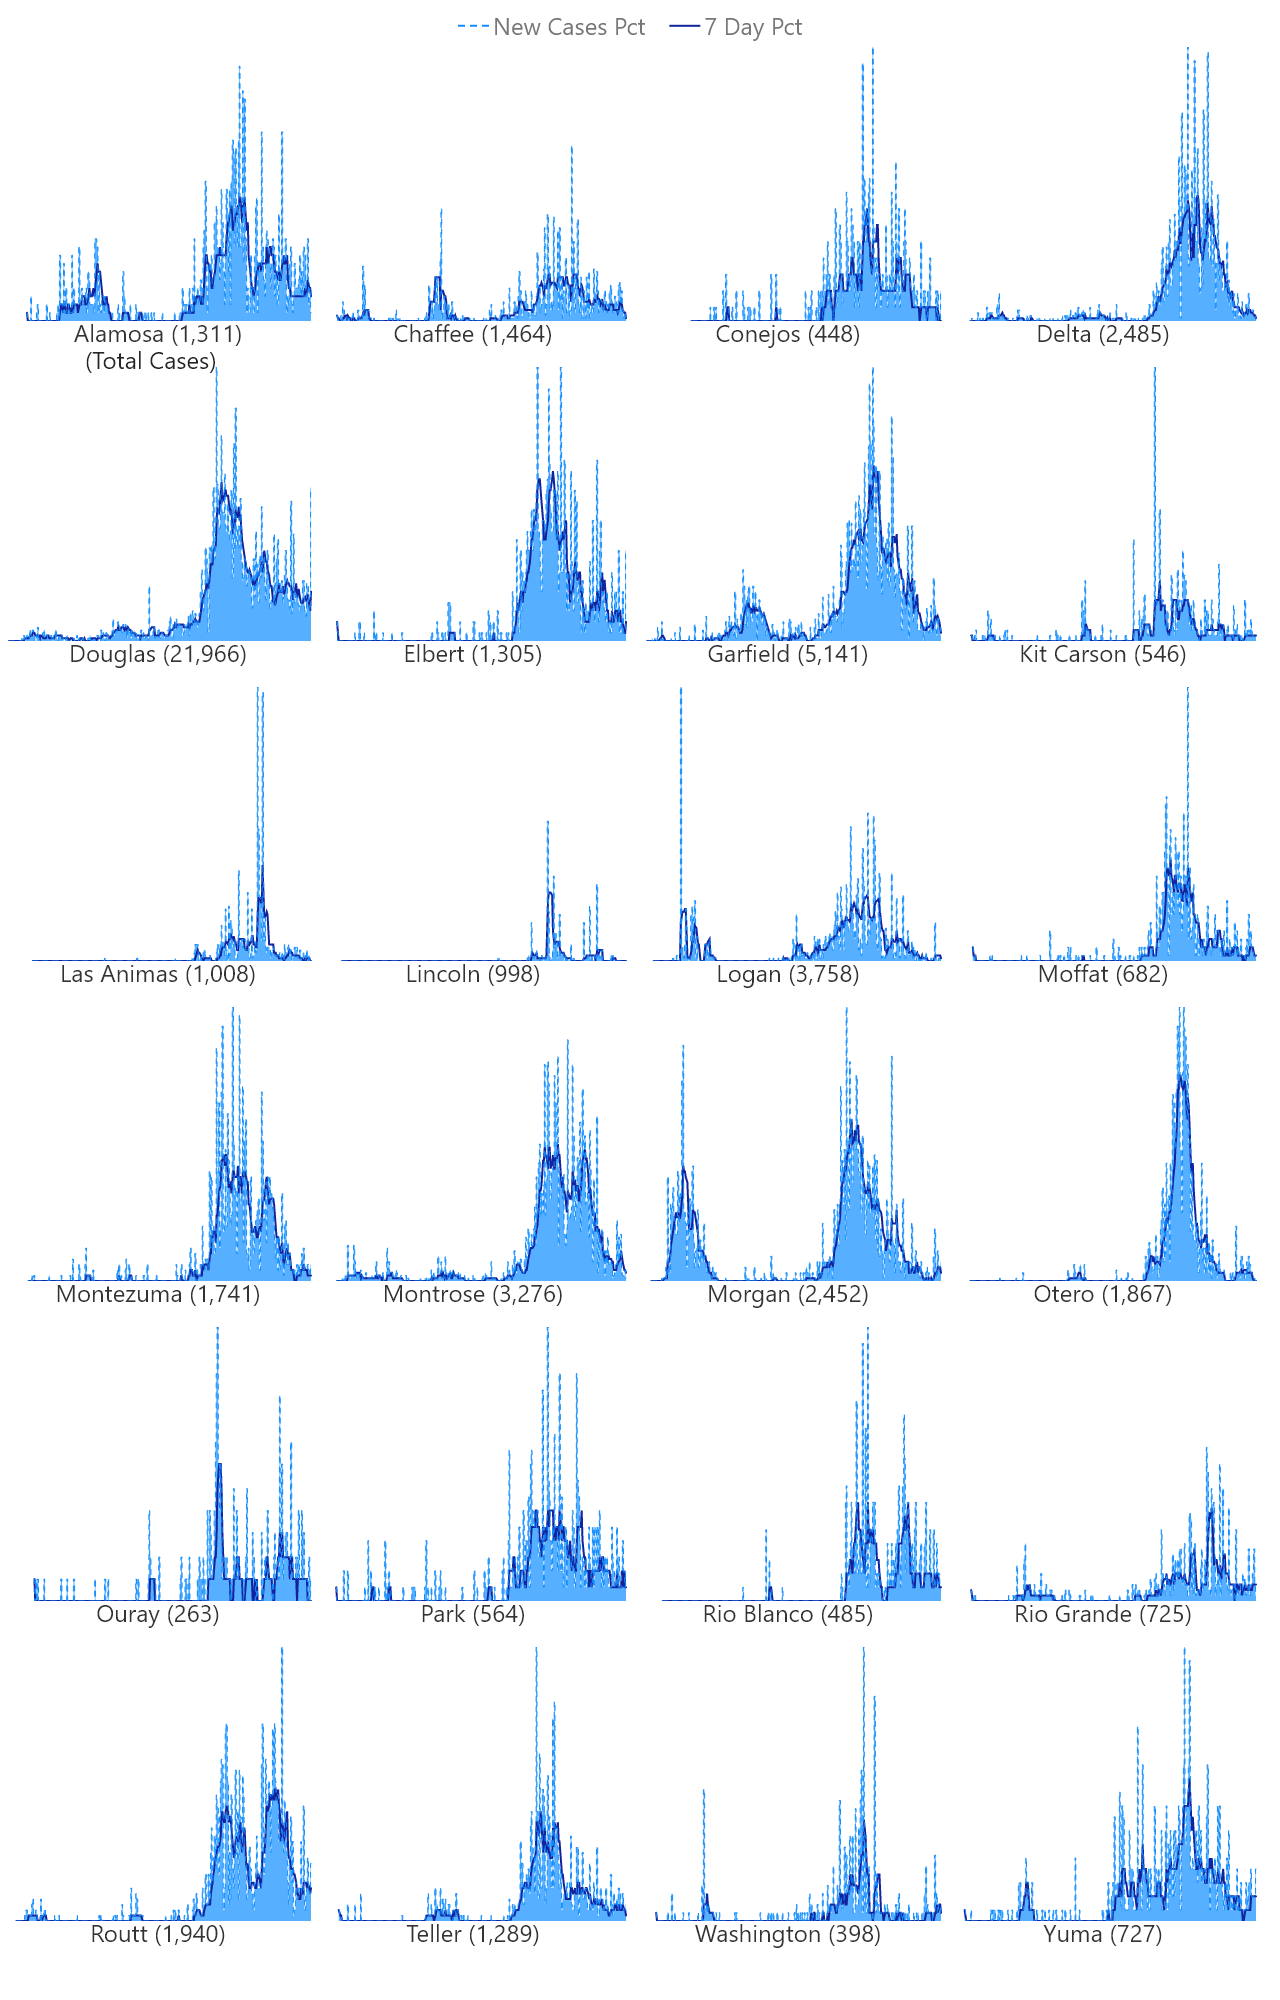 New Cases Pct 7 Day Pct
Alamosa (1,311) Chaffee (1,464) Conejos (448) Delta (2,485)
(Total Cases)
Douglas (21,966) Elbert (1,305) Garfield (5,141) Kit Carson (546)
Las Animas (1,008) Lincoln (998) Logan (3,758) Moffat (682)
Montezuma (1,741) Montrose (3,276) Morgan (2,452) Otero (1,867)
Ouray (263) Park (564) Rio Blanco (485) Rio Grande (725)
Routt (1,940) Teller (1,289) Washington (398) Yuma (727)